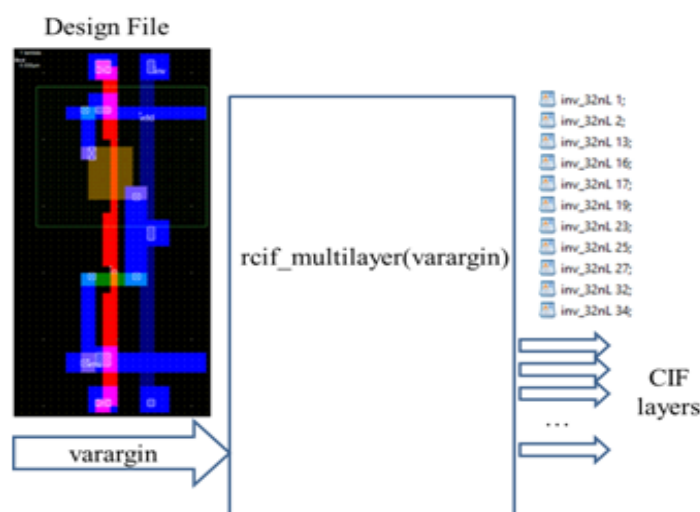 Design File
vdd
rcif_multilayer(varargin)
varargin
inv_32nL 1;
inv_32nL 2;
inv_32nL 13;
inv_32nL 16;
inv_32nL 17;
inv_32nL 19;
inv_32nL 23;
inv_32nL 25;
inv_32nL 27;
inv_32nL 32;
inv_32nL 34;
...
CIF
layers